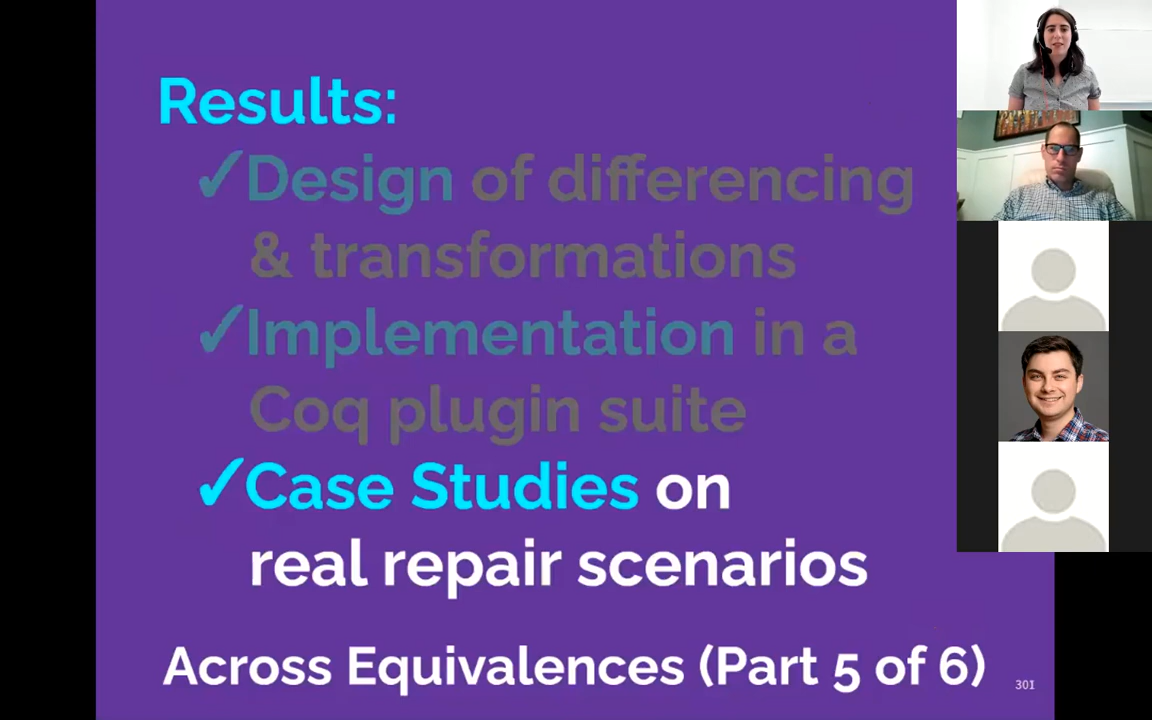 Results:
✓Design of differencing
& transformations
✓Implementation in a
Coq plugin suite
✓Case Studies on
real repair scenarios
Across Equivalences (Part 5 of 6)
301